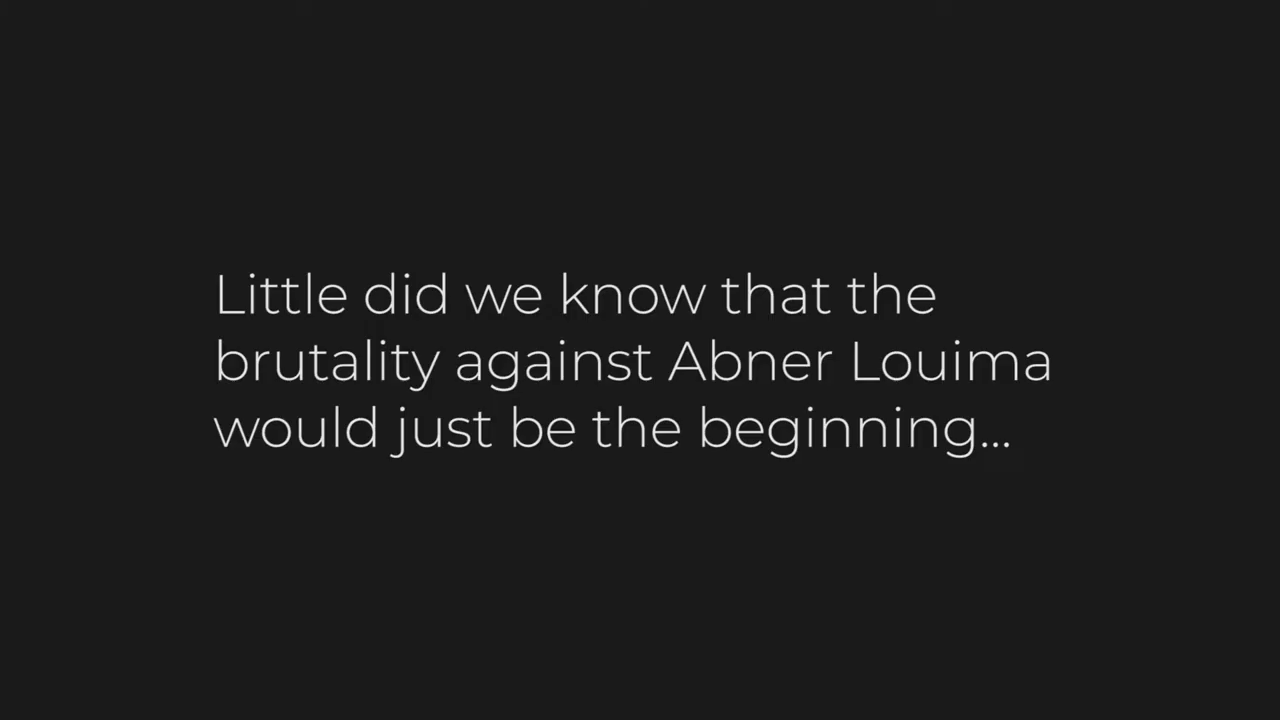 Little did we know that the
brutality against Abner Louima
would just be the beginning...